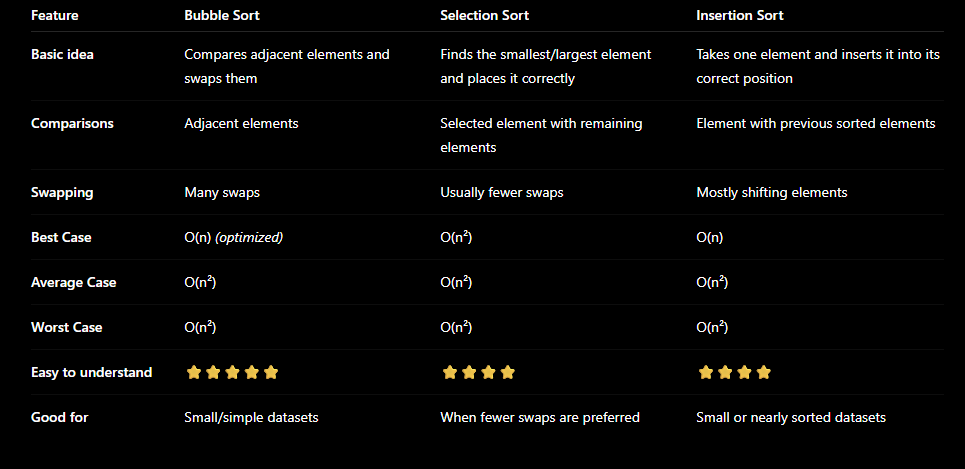 Feature Bubble Sort Selection Sort Insertion Sort
Basic idea Compares adjacent elements and Finds the smallest/largest element Takes one element and inserts it into its
swaps them and places it correctly correct position
Comparisons Adjacent elements Selected element with remaining Element with previous sorted elements
elements
Swapping Many swaps Usually fewer swaps Mostly shifting elements
Best Case O(n) (optimized) O(n²) O(n)
Average Case O(n²) O(n²) O(n²)
Worst Case O(n²) O(n²) O(n²)
Easy to understand ⭐⭐⭐⭐⭐ ⭐⭐⭐⭐ ⭐⭐⭐⭐
Good for Small/simple datasets When fewer swaps are preferred Small or nearly sorted datasets